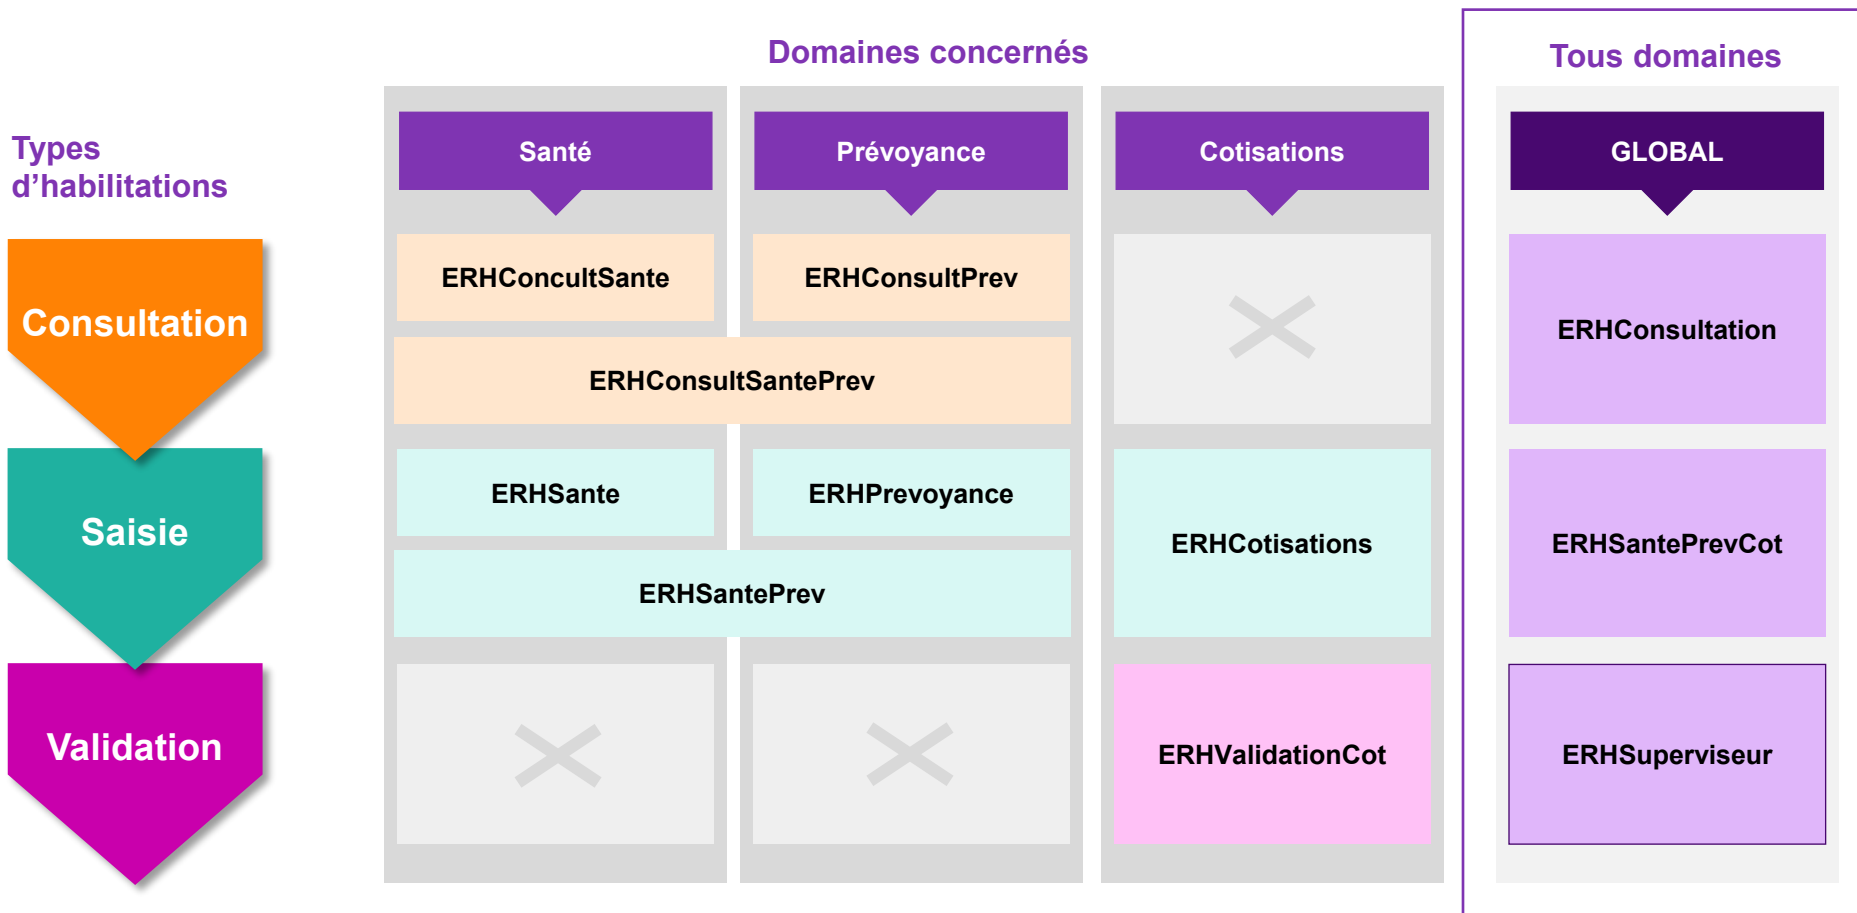 Domaines concernés
Tous domaines
Types
d’habilitations
Santé
Prévoyance
Cotisations
GLOBAL
Consultation
ERHConcultSante
ERHConsultPrev
ERHConsultSantePrev
ERHConsultation
Saisie
ERHSante
ERHPrevoyance
ERHSantePrev
ERHCotisations
ERHSantePrevCot
Validation
ERHValidationCot
ERHSuperviseur